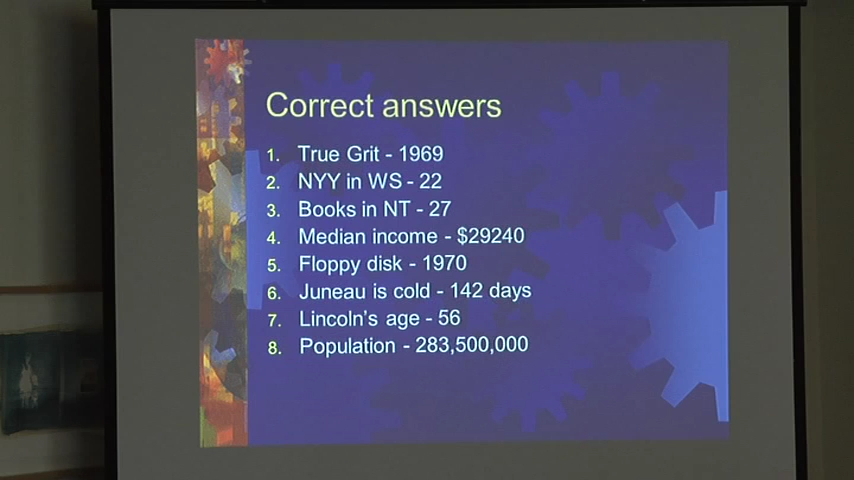 Correct answers
1. True Grit - 1969
2. NYY in WS - 22
3. Books in NT - 27
4. Median income - $29240
5. Floppy disk - 1970
6. Juneau is cold - 142 days
7. Lincoln's age - 56
8. Population - 283,500,000